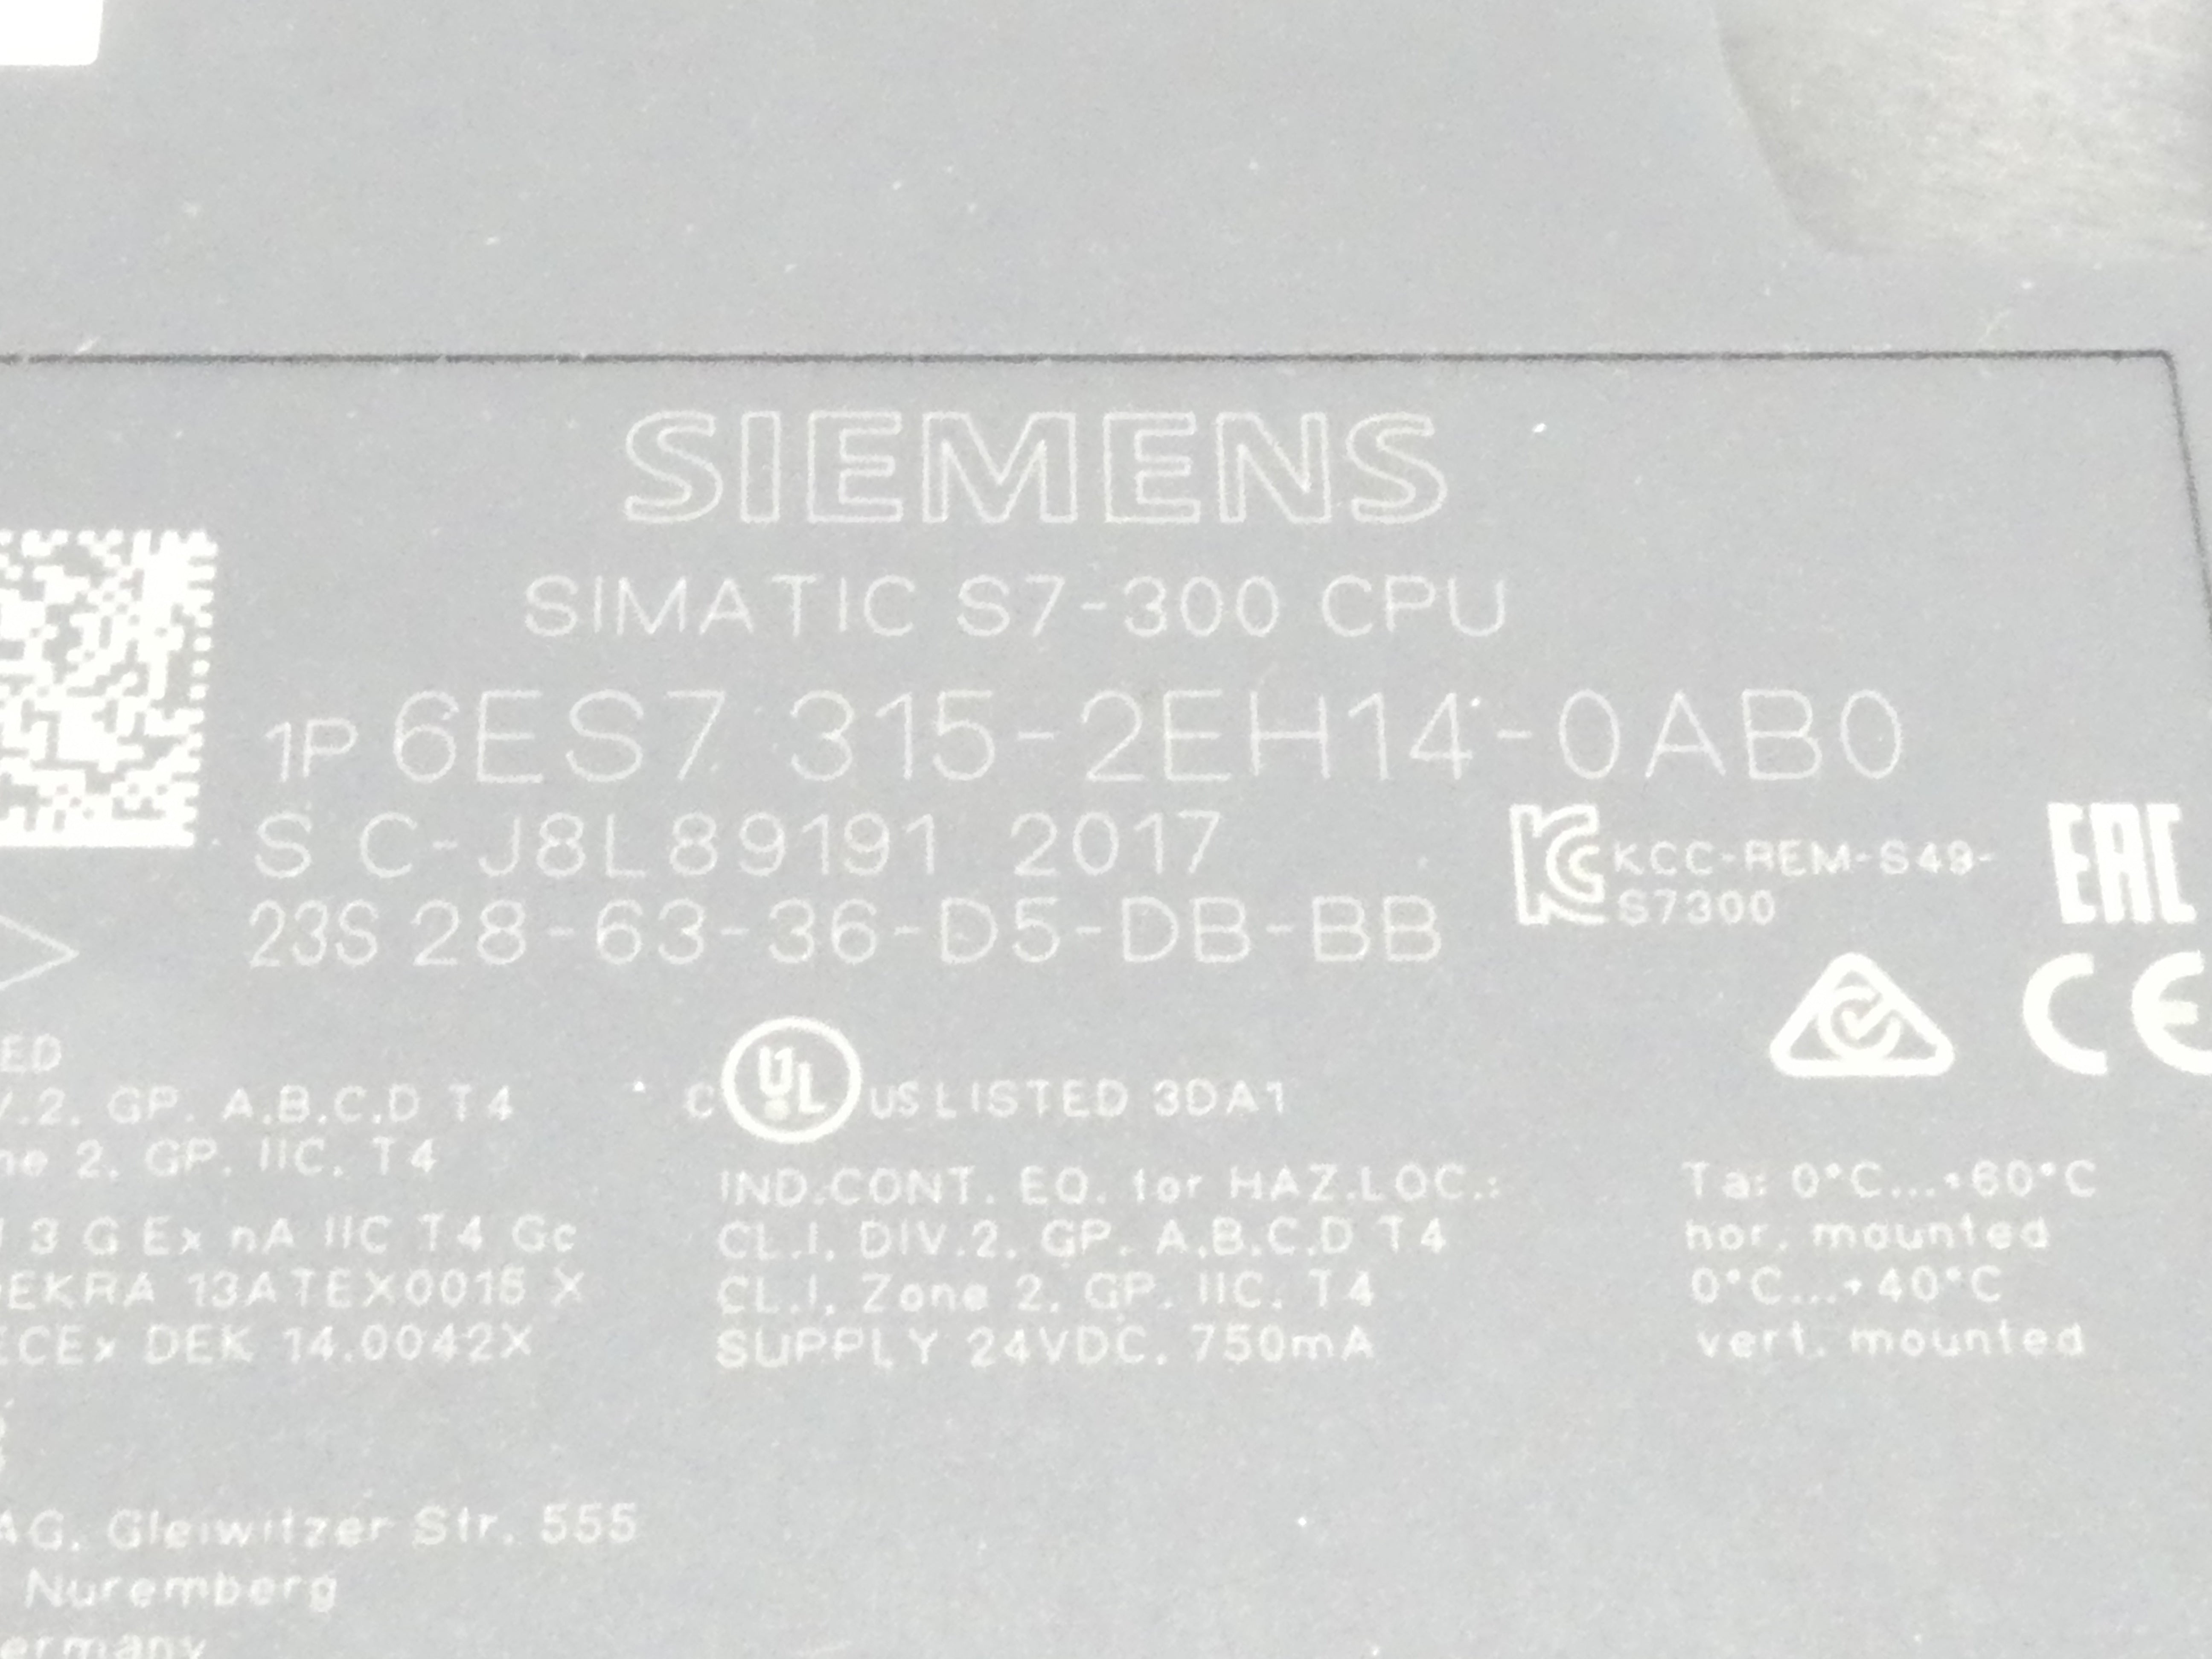 SIEMENS
SIMATIC S7-300 CPU
1P 6ES7 315-2EH14-0AB0
S C-J8L89191 2017
23S 28-63-36-D5-DB-BB
KCC-REM-S49-
S7300
EAC
CE
ED
.2, GP. A,B,C,D T4
ne 2, GP. IIC, T4
3 G Ex nA IIC T4 Gc
EKRA 13ATEX0016 X
ECEx DEK 14.0042X
C UL US LISTED 3DA1
IND.CONT. EQ. for HAZ.LOC.:
CL.I, DIV.2, GP. A,B,C,D T4
CL.I, Zone 2, GP. IIC, T4
SUPPLY 24VDC, 750mA
Ta: 0°C...+60°C
hor. mounted
0°C...+40°C
vert. mounted
AG, Gleiwitzer Str. 555
Nuremberg
ermany